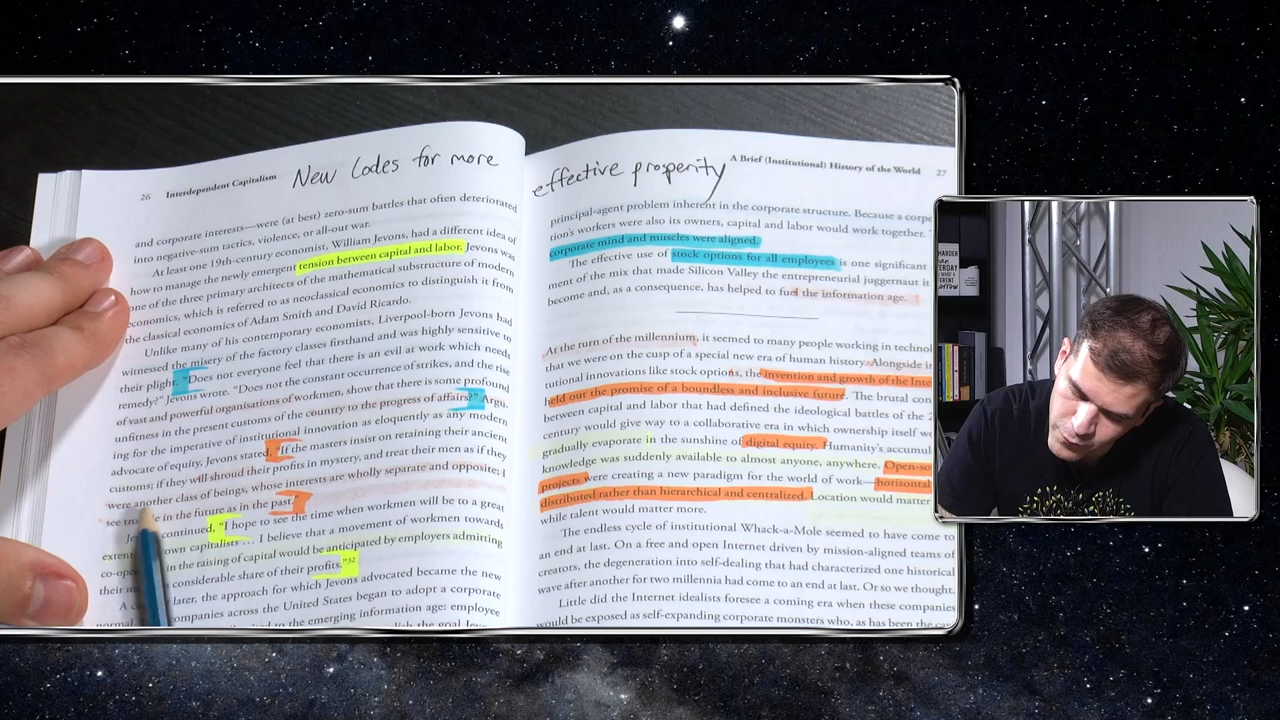 New Codes for more
effective prosperity
26 Interdependent Capitalism
and corporate interests—were (at best) zero-sum battles that often deteriorated
into negative-sum tactics, violence, or all-out war.
At least one 19th-century economist, William Jevons, had a different idea of
how to manage the newly emergent tension between capital and labor. Jevons was
one of the three primary architects of the mathematical substructure of modern
economics, which is referred to as neoclassical economics to distinguish it from
the classical economics of Adam Smith and David Ricardo.
Unlike many of his contemporary economists, Liverpool-born Jevons had
witnessed the misery of the factory classes firsthand and was highly sensitive to
their plight. "Does not everyone feel that there is an evil at work which needs
remedy?" Jevons wrote. "Does not the constant occurrence of strikes, and the rise
of vast and powerful organisations of workmen, show that there is some profound
unfitness in the present customs of the country to the progress of affairs?" Argu-
ing for the imperative of institutional innovation as eloquently as any modern
advocate of equity, Jevons stated, "If the masters insist on retaining their ancient
customs; if they will shroud their profits in mystery, and treat their men as if they
were another class of beings, whose interests are wholly separate and opposite; I
see trouble in the future as in the past."
continued, "I hope to see the time when workmen will be to a great
extent own capitalists … I believe that a movement of workmen towards
co-ope in the raising of capital would be anticipated by employers admitting
their m considerable share of their profits."32
A c later, the approach for which Jevons advocated became the new
normal companies across the United States began to adopt a corporate
to the emerging information age: employee
the goal Jevons
A Brief (Institutional) History of the World 27
principal-agent problem inherent in the corporate structure. Because a corpo
tion's workers were also its owners, capital and labor would work together.
corporate mind and muscles were aligned.
The effective use of stock options for all employees is one significant
ment of the mix that made Silicon Valley the entrepreneurial juggernaut it
become and, as a consequence, has helped to fuel the information age.
At the turn of the millennium, it seemed to many people working in technol
that we were on the cusp of a special new era of human history. Alongside i
tutional innovations like stock options, the invention and growth of the Inte
held out the promise of a boundless and inclusive future. The brutal con
between capital and labor that had defined the ideological battles of the 2
century would give way to a collaborative era in which ownership itself w
gradually evaporate in the sunshine of digital equity. Humanity's accumul
knowledge was suddenly available to almost anyone, anywhere. Open-so
projects were creating a new paradigm for the world of work—horizontal
distributed rather than hierarchical and centralized. Location would matter
while talent would matter more.
The endless cycle of institutional Whack-a-Mole seemed to have come to
an end at last. On a free and open Internet driven by mission-aligned teams of
creators, the degeneration into self-dealing that had characterized one historical
wave after another for two millennia had come to an end at last. Or so we thought.
Little did the Internet idealists foresee a coming era when these companies
would be exposed as self-expanding corporate monsters who, as has been the cas
HARDER
YESTERDAY